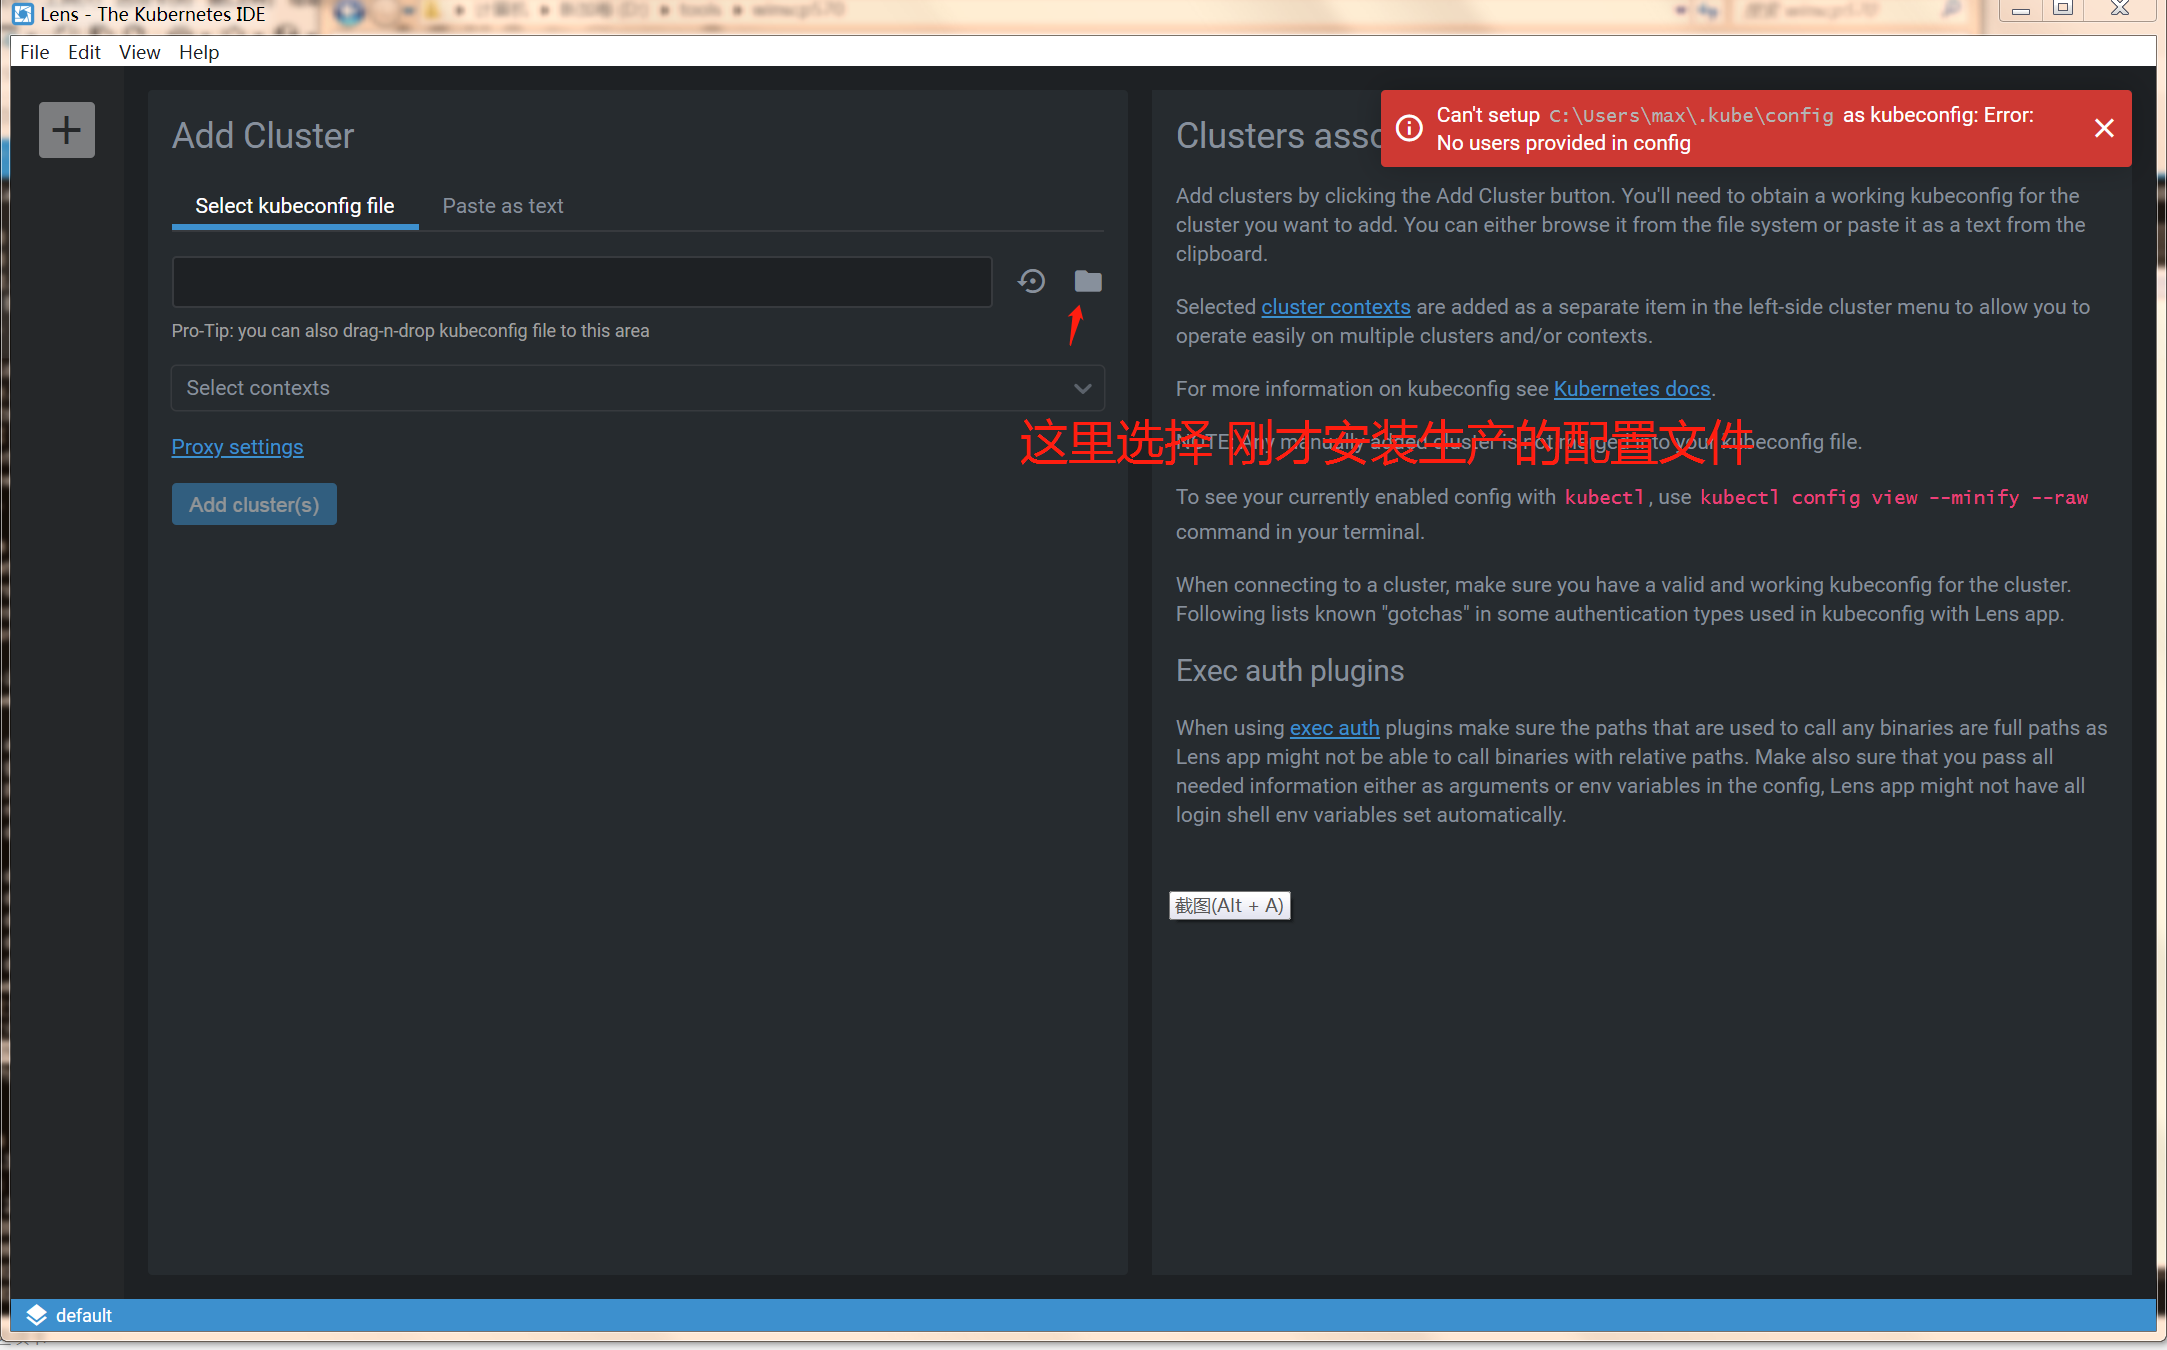 Lens - The Kubernetes IDE
File Edit View Help
Add Cluster
Select kubeconfig file Paste as text
Pro-Tip: you can also drag-n-drop kubeconfig file to this area
Select contexts
Proxy settings
Add cluster(s)
Can't setup C:\Users\max\.kube\config as kubeconfig: Error:
No users provided in config
Clusters asso
Add clusters by clicking the Add Cluster button. You'll need to obtain a working kubeconfig for the
cluster you want to add. You can either browse it from the file system or paste it as a text from the
clipboard.
Selected cluster contexts are added as a separate item in the left-side cluster menu to allow you to
operate easily on multiple clusters and/or contexts.
For more information on kubeconfig see Kubernetes docs.
这里选择 刚才安装生产的配置文件
NOTE: Any manually added cluster is not merged into your kubeconfig file.
To see your currently enabled config with kubectl, use kubectl config view --minify --raw
command in your terminal.
When connecting to a cluster, make sure you have a valid and working kubeconfig for the cluster.
Following lists known "gotchas" in some authentication types used in kubeconfig with Lens app.
Exec auth plugins
When using exec auth plugins make sure the paths that are used to call any binaries are full paths as
Lens app might not be able to call binaries with relative paths. Make also sure that you pass all
needed information either as arguments or env variables in the config, Lens app might not have all
login shell env variables set automatically.
截图(Alt + A)
default